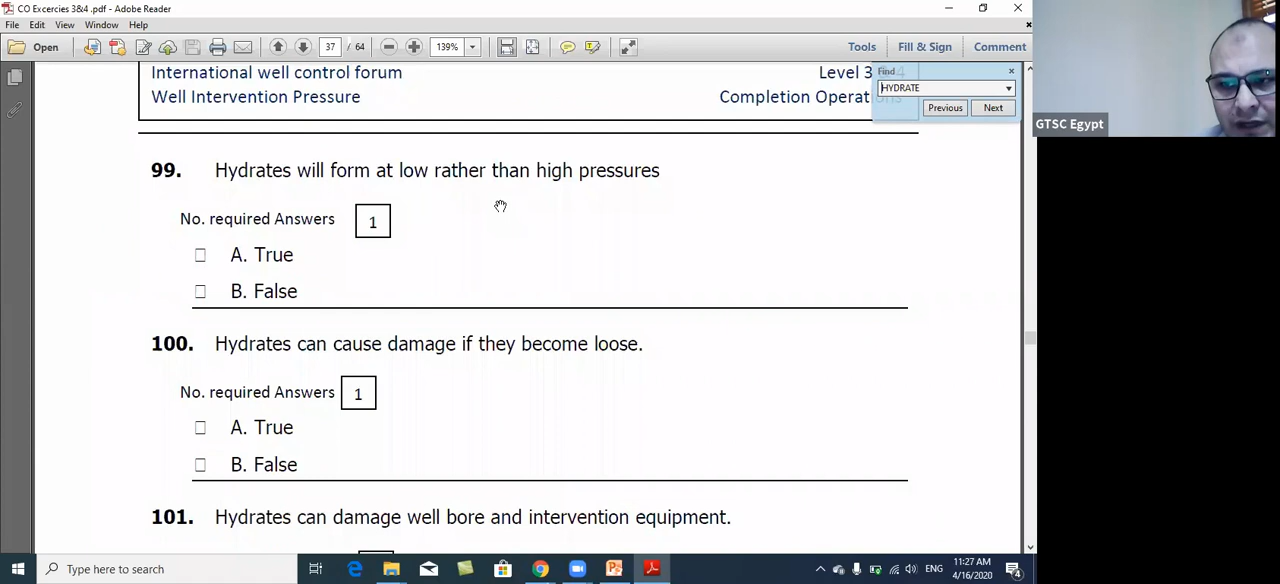 CO Excercies 3&4 .pdf - Adobe Reader
File Edit View Window Help
Open 37 / 64 139% Tools Fill & Sign Comment
International well control forum Level 3
Well Intervention Pressure Completion Operations
Find
HYDRATE
Previous Next
GTSC Egypt
99. Hydrates will form at low rather than high pressures
No. required Answers 1
A. True
B. False
100. Hydrates can cause damage if they become loose.
No. required Answers 1
A. True
B. False
101. Hydrates can damage well bore and intervention equipment.
Type here to search
ENG
11:27 AM
4/16/2020
4